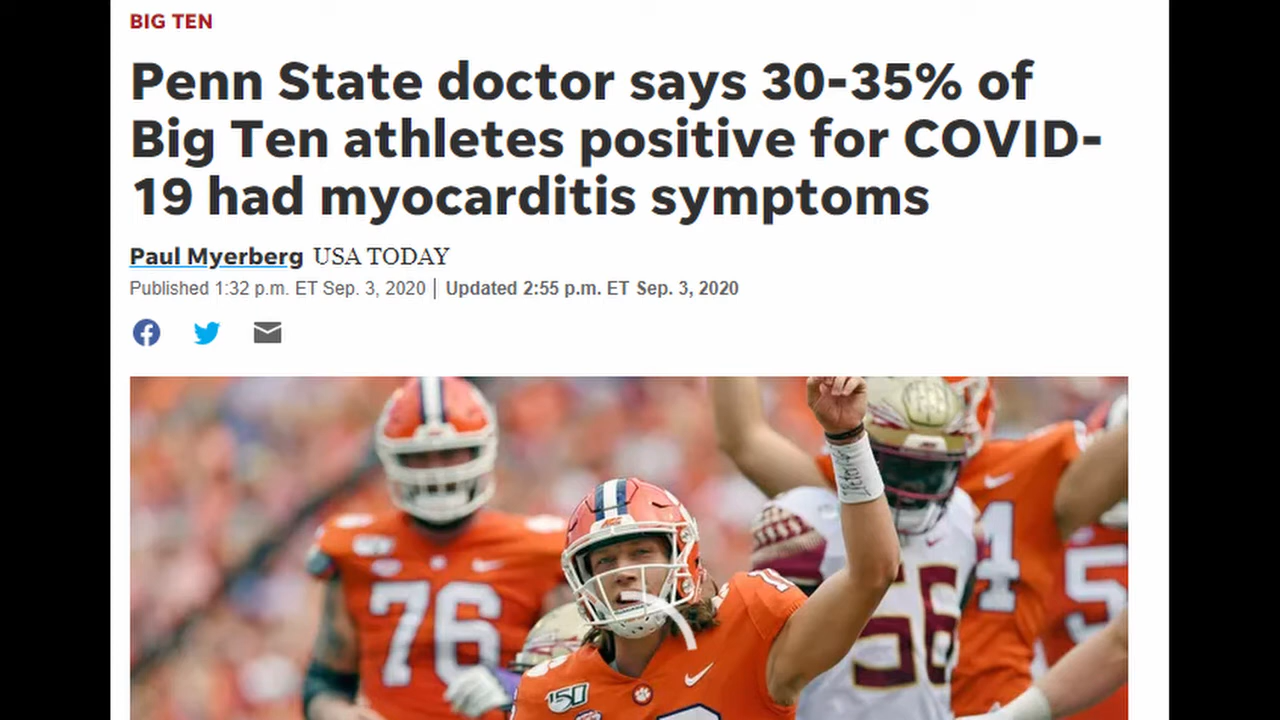 BIG TEN
Penn State doctor says 30-35% of
Big Ten athletes positive for COVID-
19 had myocarditis symptoms
Paul Myerberg USA TODAY
Published 1:32 p.m. ET Sep. 3, 2020 | Updated 2:55 p.m. ET Sep. 3, 2020
76
56
5
150